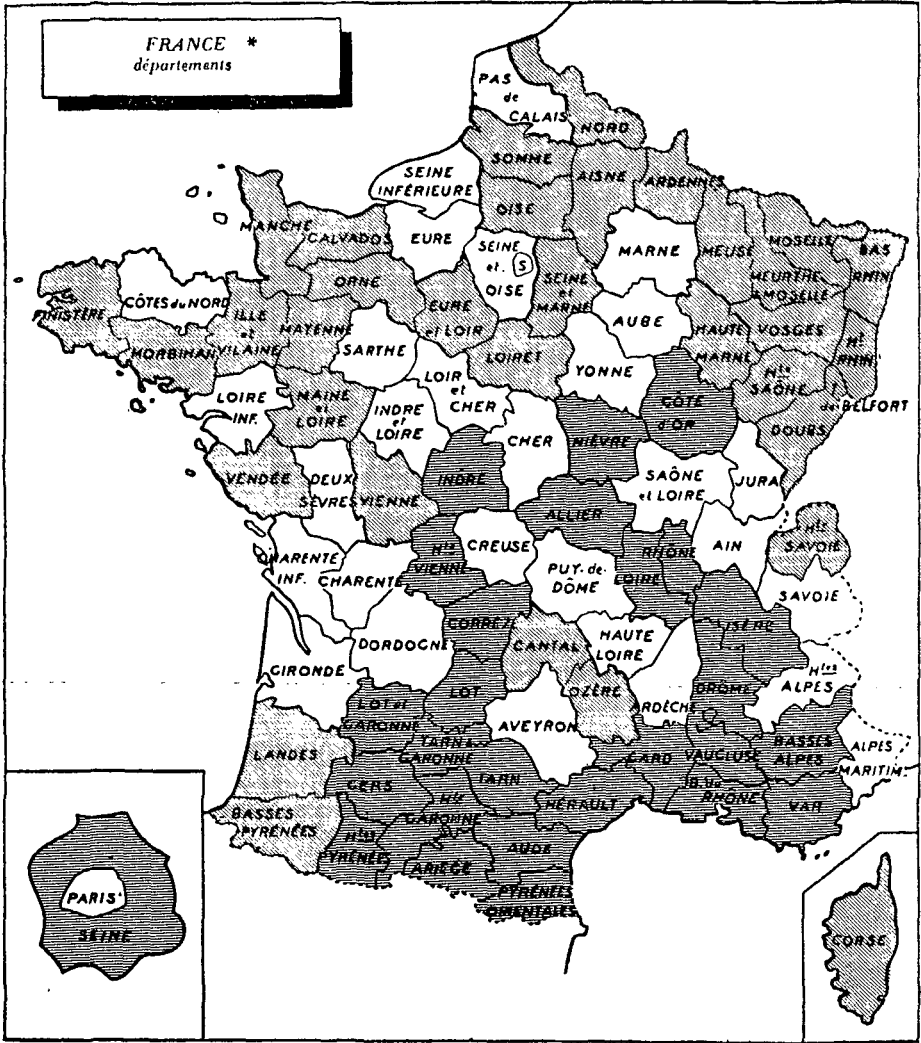 FRANCE *
départements
PAS
de
CALAIS
NORD
SOMME
SEINE
INFÉRIEURE
AISNE
ARDENNES
OISE
MANCHE
CALVADOS
EURE
SEINE
et.
S
OISE
MARNE
MEUSE
MOSELLE
BAS
RHIN
MEURTHE
MOSELLE
ORNE
SEINE
et
MARNE
FINISTÈRE
CÔTES du NORD
ILLE
et
VILAINE
MAYENNE
EURE
et LOIR
AUBE
HAUTE
MARNE
VOSGES
Ht
RHIN
MORBIHAN
SARTHE
LOIRET
YONNE
Hte
SAÔNE
T.
de BELFORT
LOIRE
INF.
MAINE
et
LOIRE
LOIR
et
CHER
INDRE
et
LOIRE
CHER
NIÈVRE
CÔTE
d'OR
DOUBS
VENDÉE
DEUX
SÈVRES
VIENNE
INDRE
SAÔNE
et LOIRE
JURA
ALLIER
CHARENTE
INF.
CHARENTE
Hte
VIENNE
CREUSE
PUY-de-
DÔME
LOIRE
RHÔNE
AIN
Hte
SAVOIE
SAVOIE
CORRÈZE
DORDOGNE
CANTAL
HAUTE
LOIRE
ISÈRE
GIRONDE
LOT
LOZÈRE
ARDÈCHE
DRÔME
Htes
ALPES
LOT et
GARONNE
AVEYRON
LANDES
TARN &
GARONNE
TARN
GARD
VAUCLUSE
BASSES
ALPES
ALPES
MARITIM.
GERS
Hte
GARONNE
HÉRAULT
B. du
RHÔNE
VAR
BASSES
PYRÉNÉES
Htes
PYRÉNÉES
ARIÈGE
AUDE
PYRÉNÉES
ORIENTALES
PARIS
SEINE
CORSE